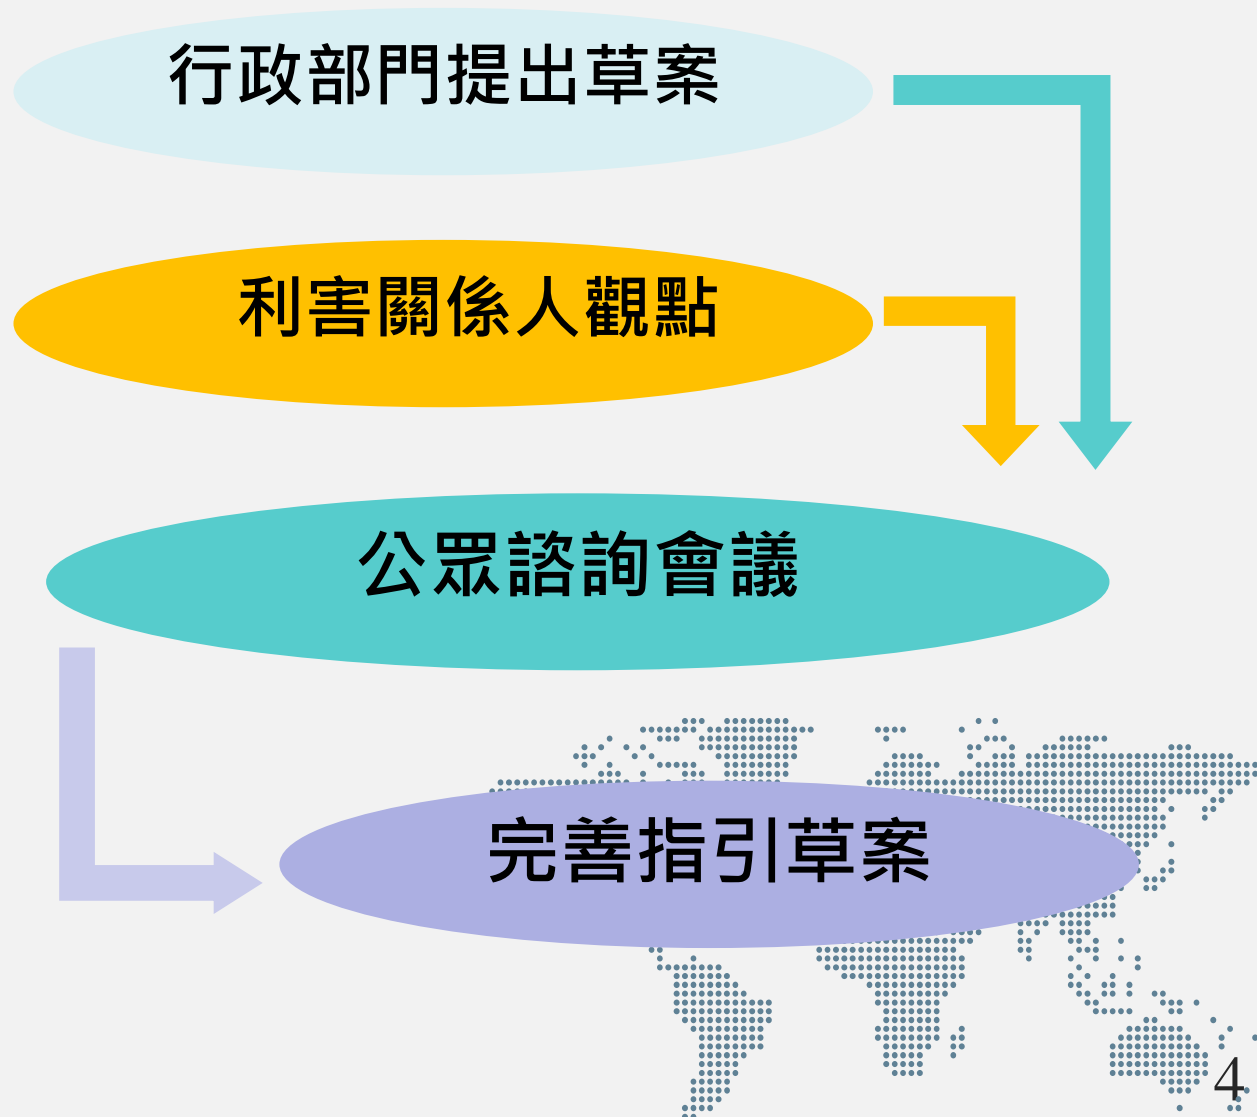 行政部門提出草案
利害關係人觀點
公眾諮詢會議
完善指引草案
4